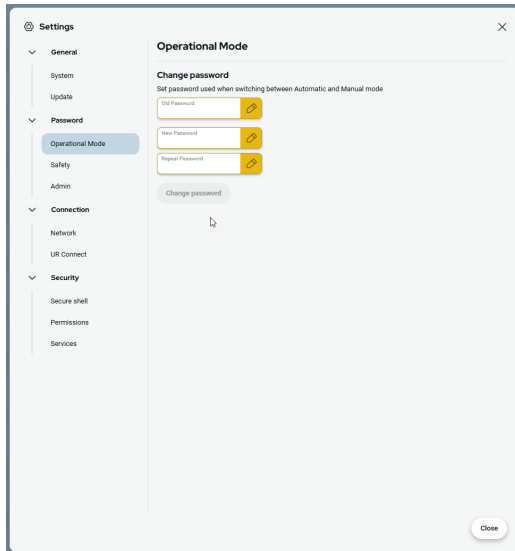 Settings
General
System
Update
Password
Operational Mode
Safety
Admin
Connection
Network
UR Connect
Security
Secure shell
Permissions
Services
Operational Mode
Change password
Set password used when switching between Automatic and Manual mode
Old Password
New Password
Repeat Password
Change password
Close